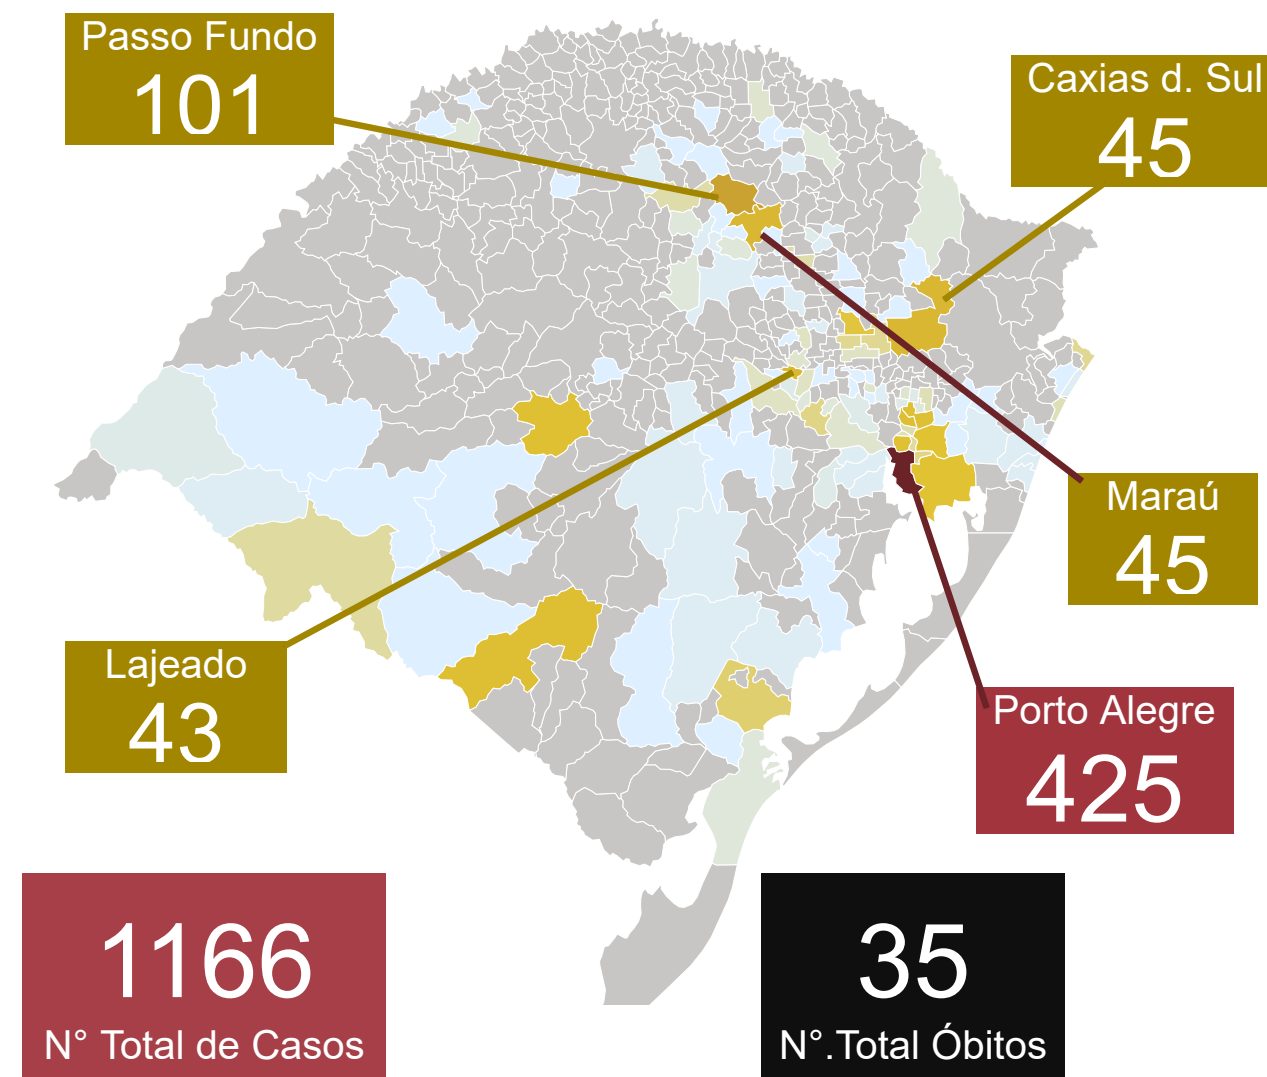 Passo Fundo
101
Caxias d. Sul
45
Maraú
45
Lajeado
43
Porto Alegre
425
1166
N° Total de Casos
35
N°.Total Óbitos